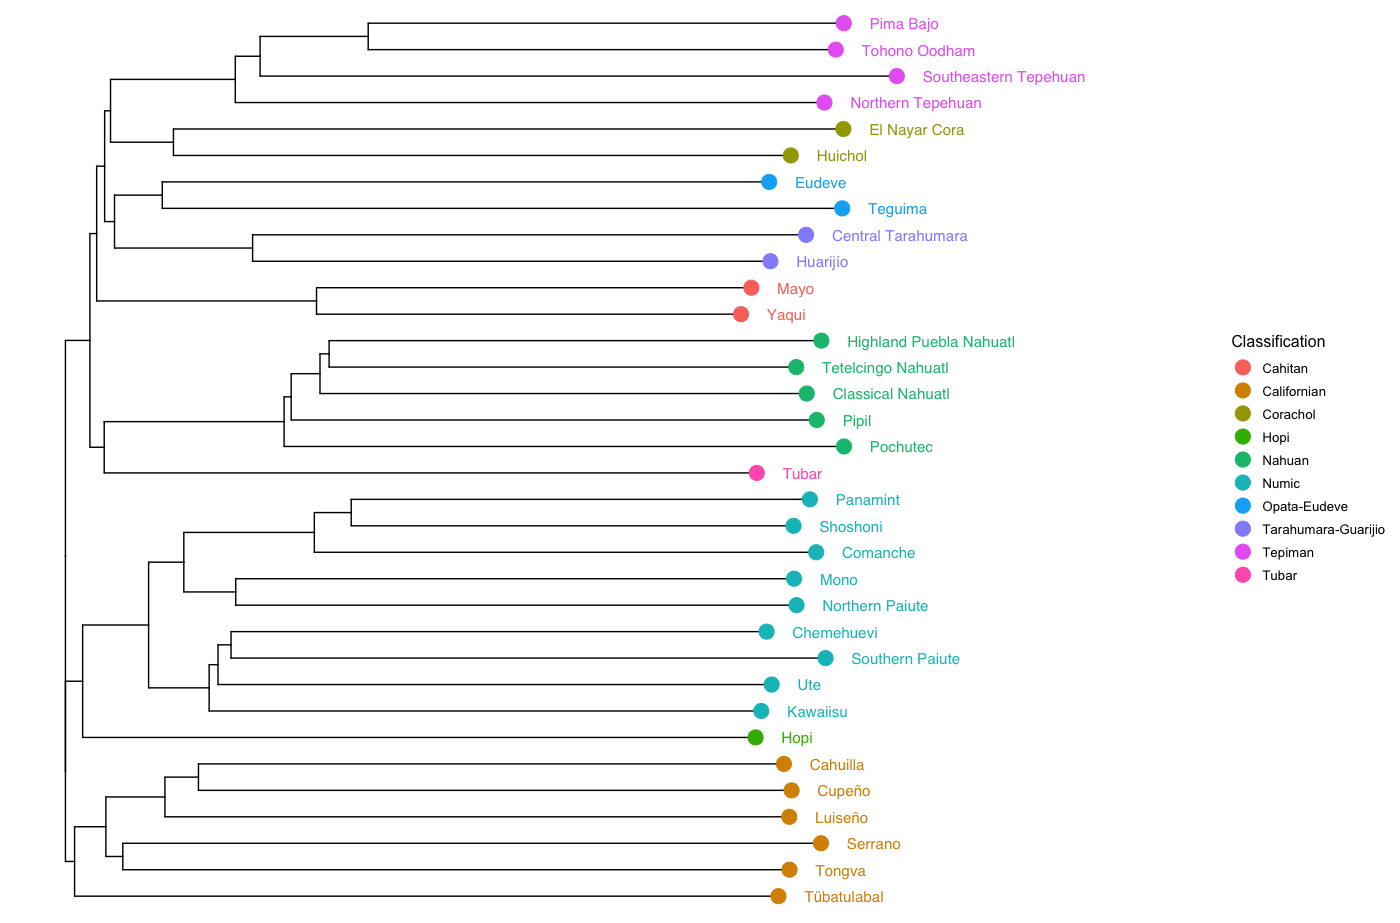 Pima Bajo
Tohono Oodham
Southeastern Tepehuan
Northern Tepehuan
El Nayar Cora
Huichol
Eudeve
Teguima
Central Tarahumara
Huarijío
Mayo
Yaqui
Highland Puebla Nahuatl
Tetelcingo Nahuatl
Classical Nahuatl
Pipil
Pochutec
Tubar
Panamint
Shoshoni
Comanche
Mono
Northern Paiute
Chemehuevi
Southern Paiute
Ute
Kawaiisu
Hopi
Cahuilla
Cupeño
Luiseño
Serrano
Tongva
Tübatulabal
Classification
Cahitan
Californian
Corachol
Hopi
Nahuan
Numic
Opata-Eudeve
Tarahumara-Guarijio
Tepiman
Tubar